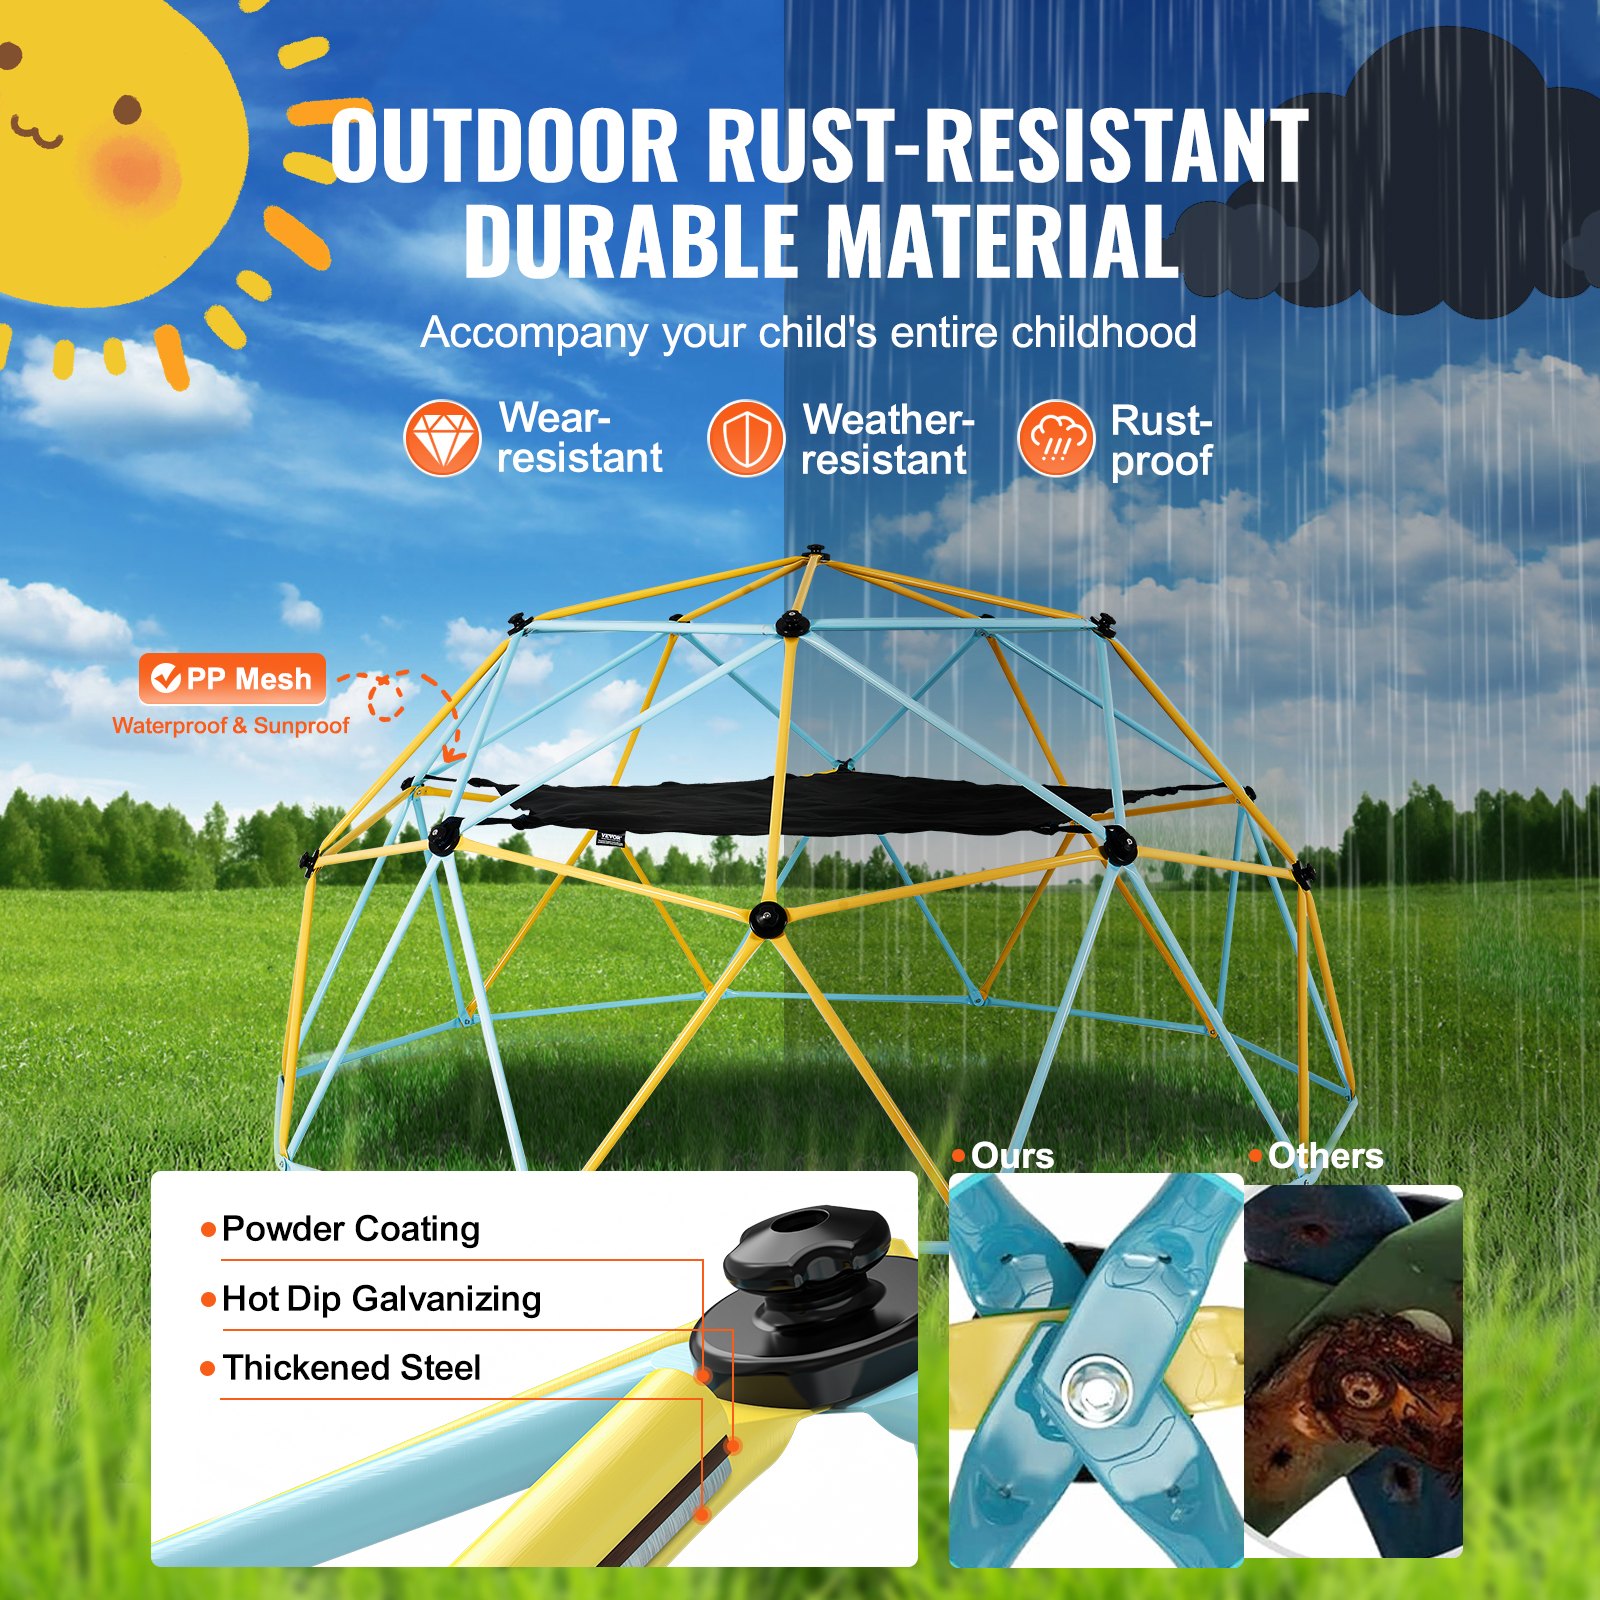 OUTDOOR RUST-RESISTANT
DURABLE MATERIAL
Accompany your child's entire childhood
Wear-
resistant
Weather-
resistant
Rust-
proof
PP Mesh
Waterproof & Sunproof
VEVOR
Ours
Others
Powder Coating
Hot Dip Galvanizing
Thickened Steel